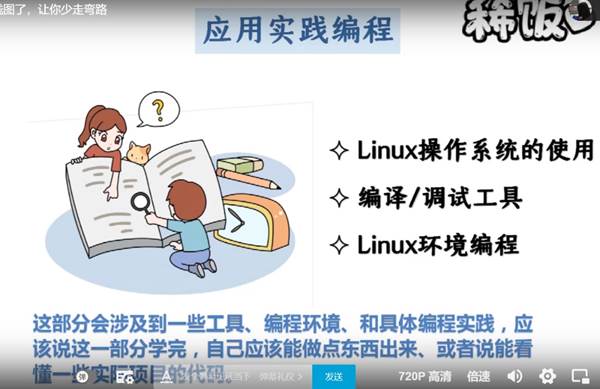 图了，让你少走弯路
应用实践编程
稀饭
?
✧ Linux操作系统的使用
✧ 编译/调试工具
✧ Linux环境编程
这部分会涉及到一些工具、编程环境、和具体编程实践，应
该说这一部分学完，自己应该能做点东西出来、或者说能看
懂一些实际项目的代码。
弹
弹幕礼仪 >
发送
720P 高清
倍速